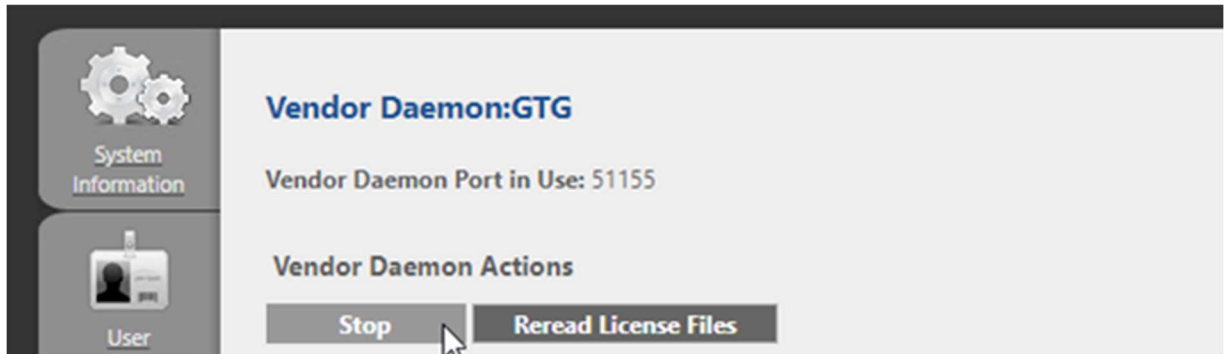 System
Information
Vendor Daemon:GTG
Vendor Daemon Port in Use: 51155
User
Vendor Daemon Actions
Stop
Reread License Files